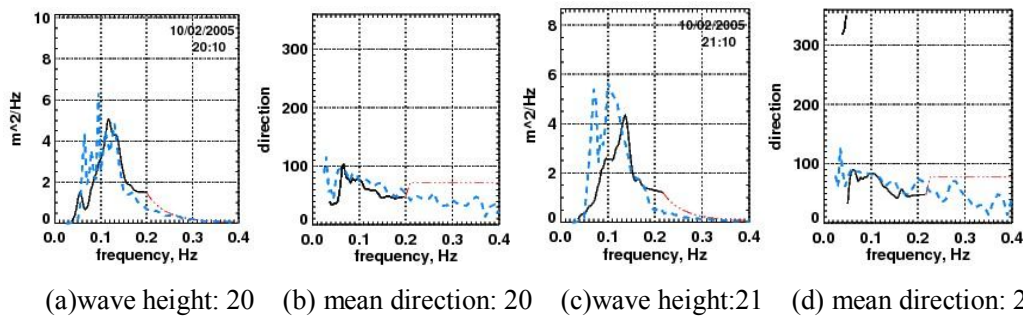 10
8
6
4
2
0
m^2/Hz
10/02/2005
20:10
0.0 0.1 0.2 0.3 0.4
frequency, Hz
300
200
100
0
direction
0.0 0.1 0.2 0.3 0.4
frequency, Hz
8
6
4
2
0
m^2/Hz
10/02/2005
21:10
0.0 0.1 0.2 0.3 0.4
frequency, Hz
300
200
100
0
direction
0.0 0.1 0.2 0.3 0.4
frequency, Hz
(a)wave height: 20 (b) mean direction: 20 (c)wave height:21 (d) mean direction: 2